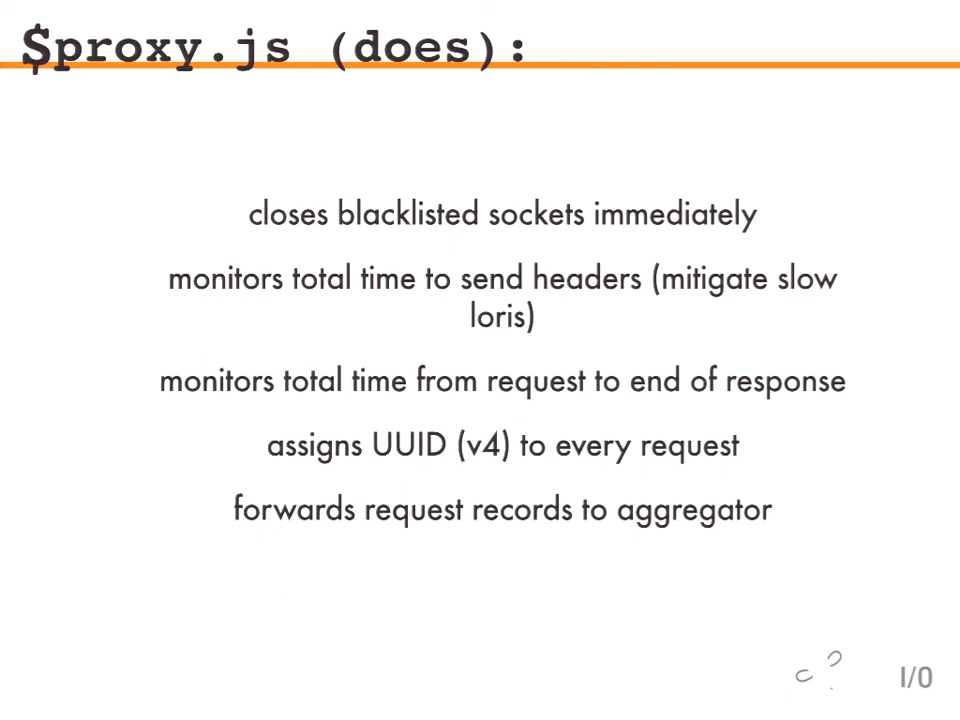 $proxy.js (does):
closes blacklisted sockets immediately
monitors total time to send headers (mitigate slow
loris)
monitors total time from request to end of response
assigns UUID (v4) to every request
forwards request records to aggregator
I/O